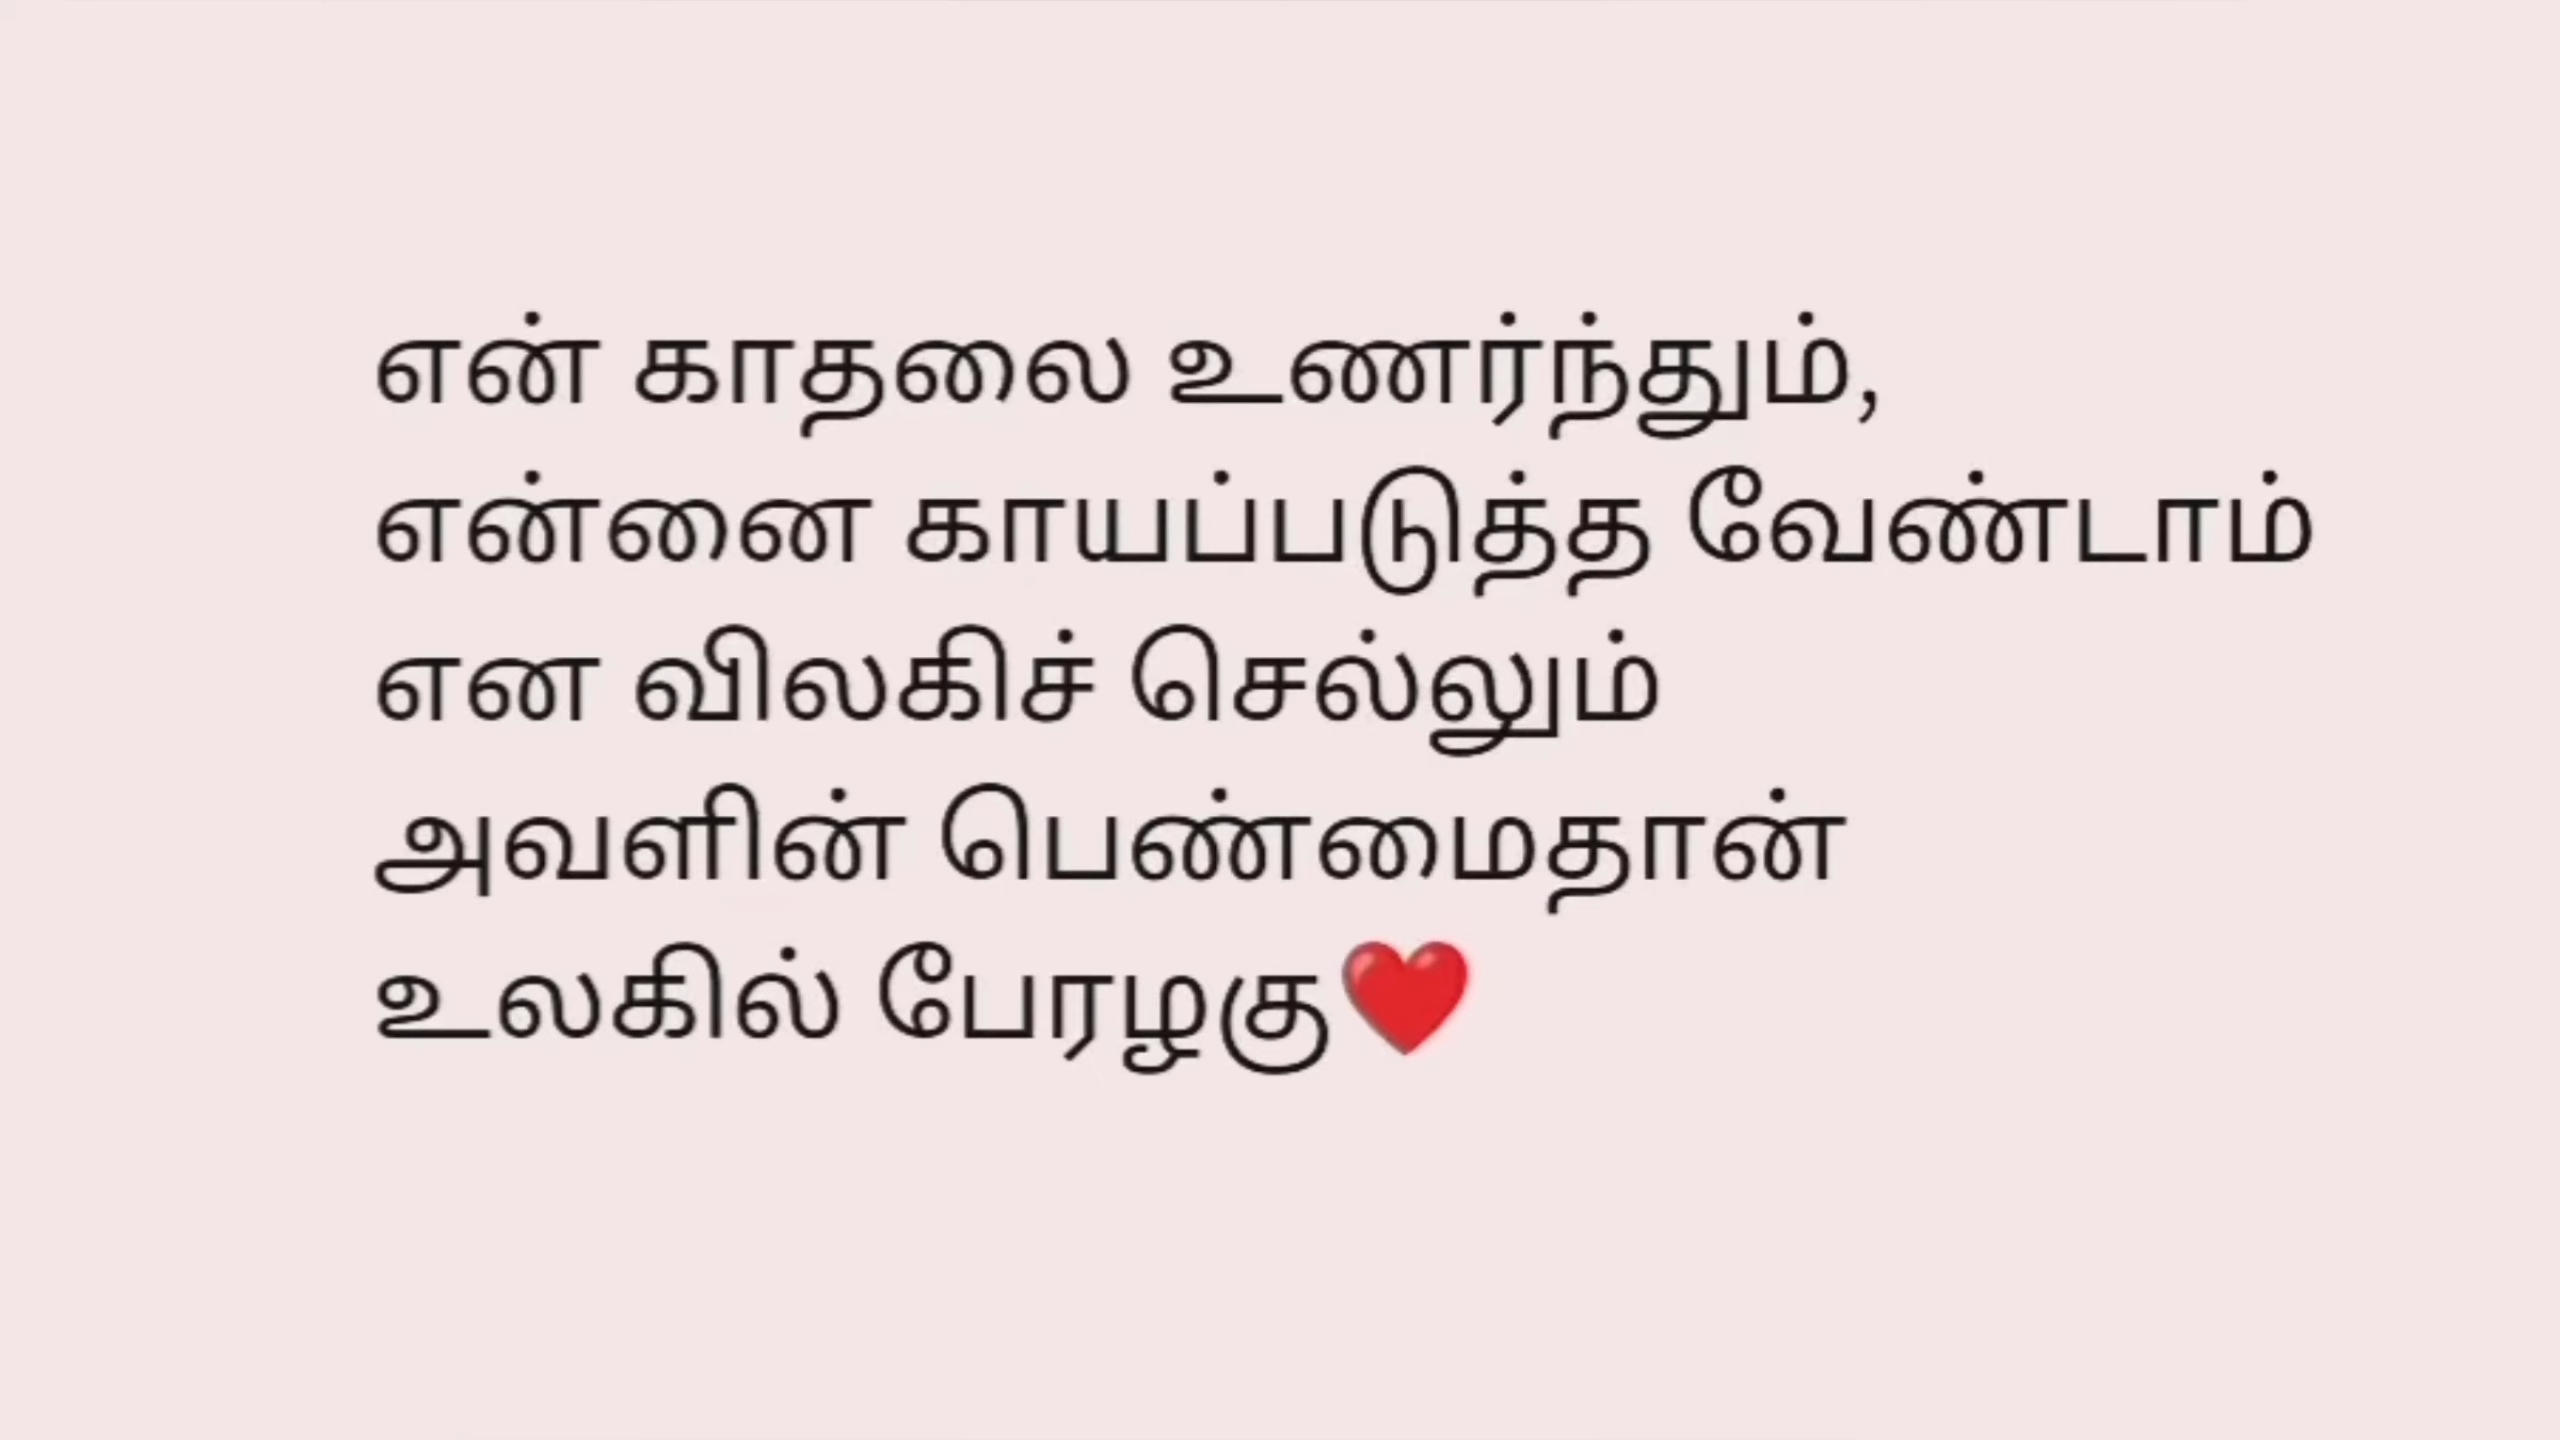 என் காதலை உணர்ந்தும்,
என்னை காயப்படுத்த வேண்டாம்
என விலகிச் செல்லும்
அவளின் பெண்மைதான்
உலகில் பேரழகு❤️